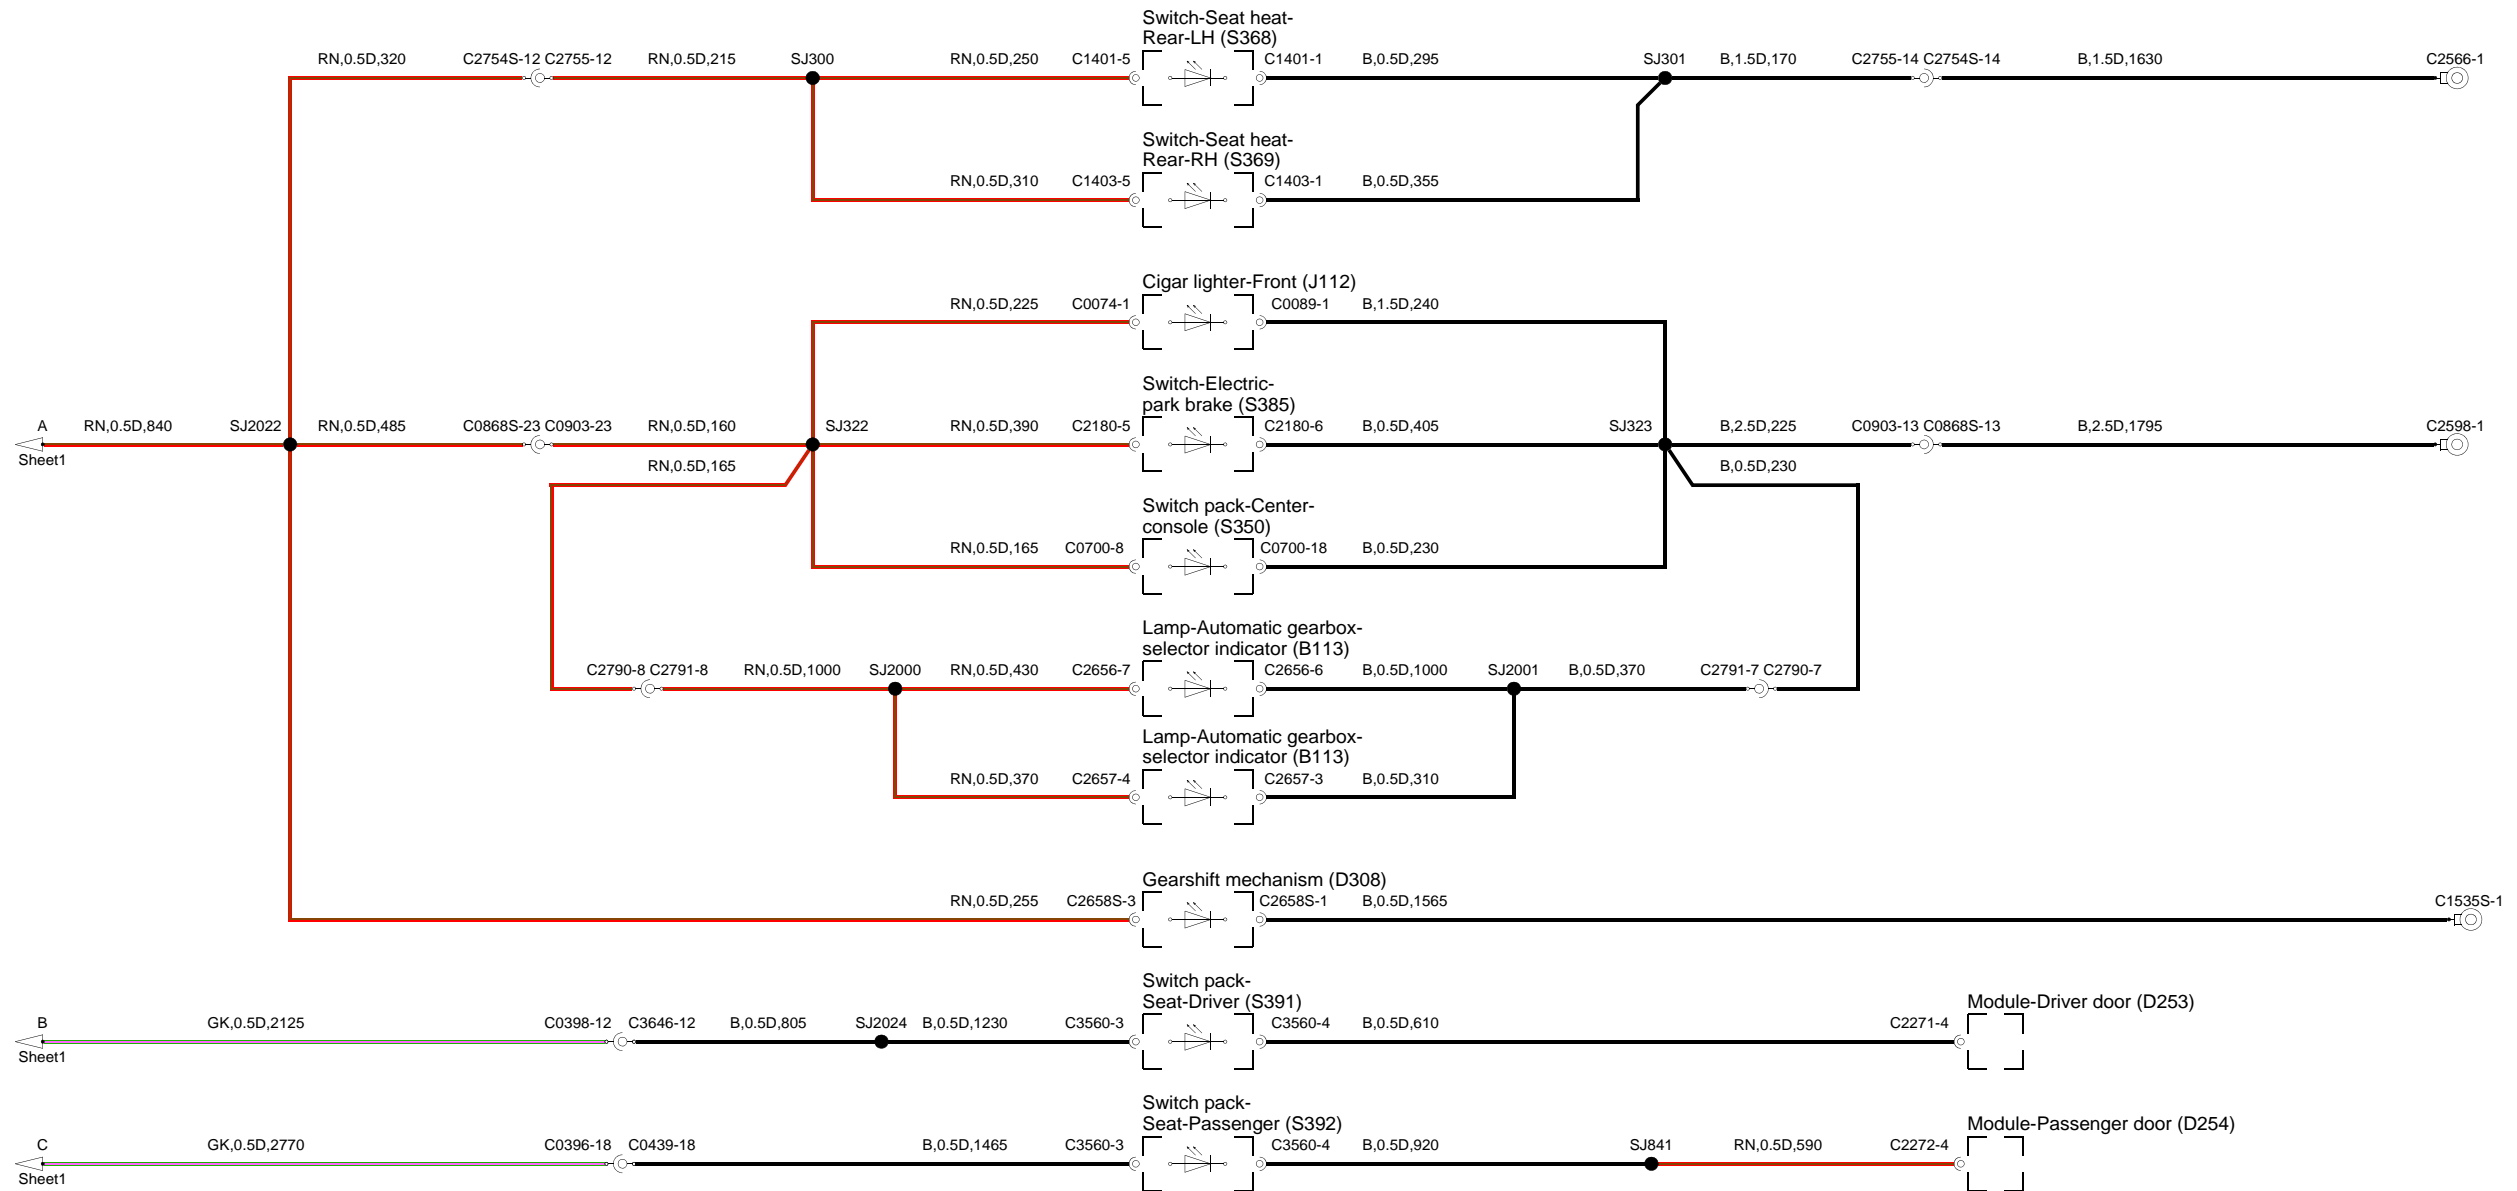 Switch-Seat heat-
Rear-LH (S368)
RN,0.5D,320 C2754S-12 C2755-12 RN,0.5D,215 SJ300 RN,0.5D,250 C1401-5 C1401-1 B,0.5D,295 SJ301 B,1.5D,170 C2755-14 C2754S-14 B,1.5D,1630 C2566-1
Switch-Seat heat-
Rear-RH (S369)
RN,0.5D,310 C1403-5 C1403-1 B,0.5D,355
Cigar lighter-Front (J112)
RN,0.5D,225 C0074-1 C0089-1 B,1.5D,240
Switch-Electric-
park brake (S385)
A RN,0.5D,840 SJ2022 RN,0.5D,485 C0868S-23 C0903-23 RN,0.5D,160 SJ322 RN,0.5D,390 C2180-5 C2180-6 B,0.5D,405 SJ323 B,2.5D,225 C0903-13 C0868S-13 B,2.5D,1795 C2598-1
Sheet1 RN,0.5D,165 B,0.5D,230
Switch pack-Center-
console (S350)
RN,0.5D,165 C0700-8 C0700-18 B,0.5D,230
Lamp-Automatic gearbox-
selector indicator (B113)
C2790-8 C2791-8 RN,0.5D,1000 SJ2000 RN,0.5D,430 C2656-7 C2656-6 B,0.5D,1000 SJ2001 B,0.5D,370 C2791-7 C2790-7
Lamp-Automatic gearbox-
selector indicator (B113)
RN,0.5D,370 C2657-4 C2657-3 B,0.5D,310
Gearshift mechanism (D308)
RN,0.5D,255 C2658S-3 C2658S-1 B,0.5D,1565 C1535S-1
Switch pack-
Seat-Driver (S391) Module-Driver door (D253)
B GK,0.5D,2125 C0398-12 C3646-12 B,0.5D,805 SJ2024 B,0.5D,1230 C3560-3 C3560-4 B,0.5D,610 C2271-4
Sheet1
Switch pack-
Seat-Passenger (S392) Module-Passenger door (D254)
C GK,0.5D,2770 C0396-18 C0439-18 B,0.5D,1465 C3560-3 C3560-4 B,0.5D,920 SJ841 RN,0.5D,590 C2272-4
Sheet1